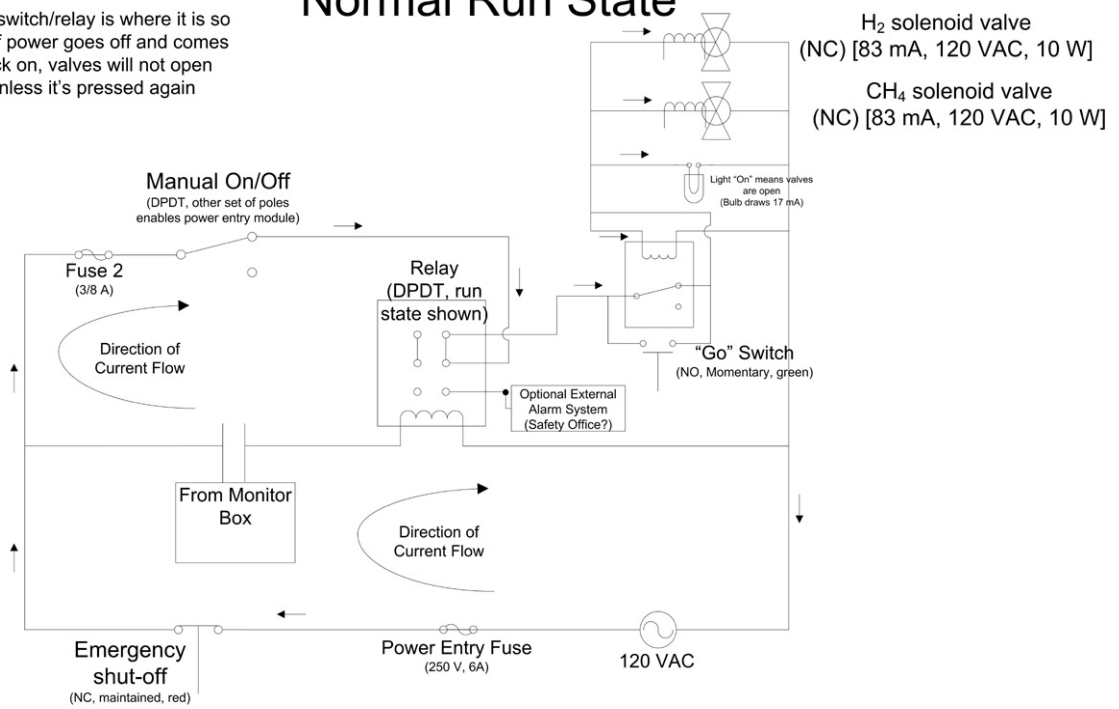 Normal Run State
switch/relay is where it is so
power goes off and comes
on, valves will not open
it's pressed again
H2 solenoid valve
(NC) [83 mA, 120 VAC, 10 W]
CH4 solenoid valve
(NC) [83 mA, 120 VAC, 10 W]
Light "On" means valves
are open
(Bulb draws 17 mA)
Manual On/Off
(DPDT, other set of poles
enables power entry module)
Fuse 2
(3/8 A)
Relay
(DPDT, run
state shown)
Direction of
Current Flow
"Go" Switch
(NO, Momentary, green)
Optional External
Alarm System
(Safety Office?)
From Monitor
Box
Direction of
Current Flow
Emergency
shut-off
(NC, maintained, red)
Power Entry Fuse
(250 V, 6A)
120 VAC